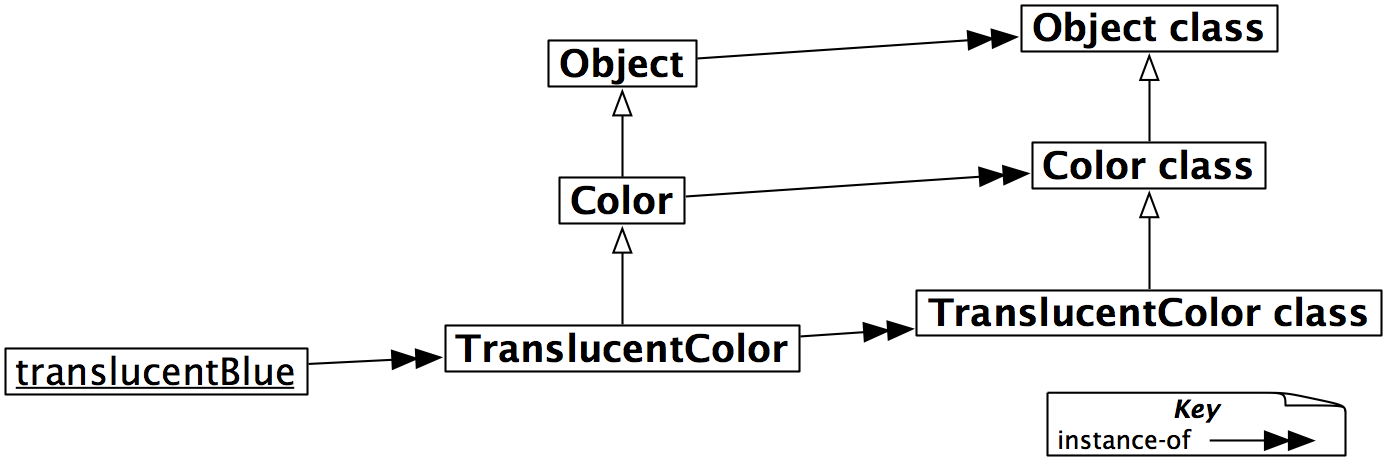 Object class
Object
Color class
Color
TranslucentColor class
TranslucentColor
translucentBlue
Key
instance-of